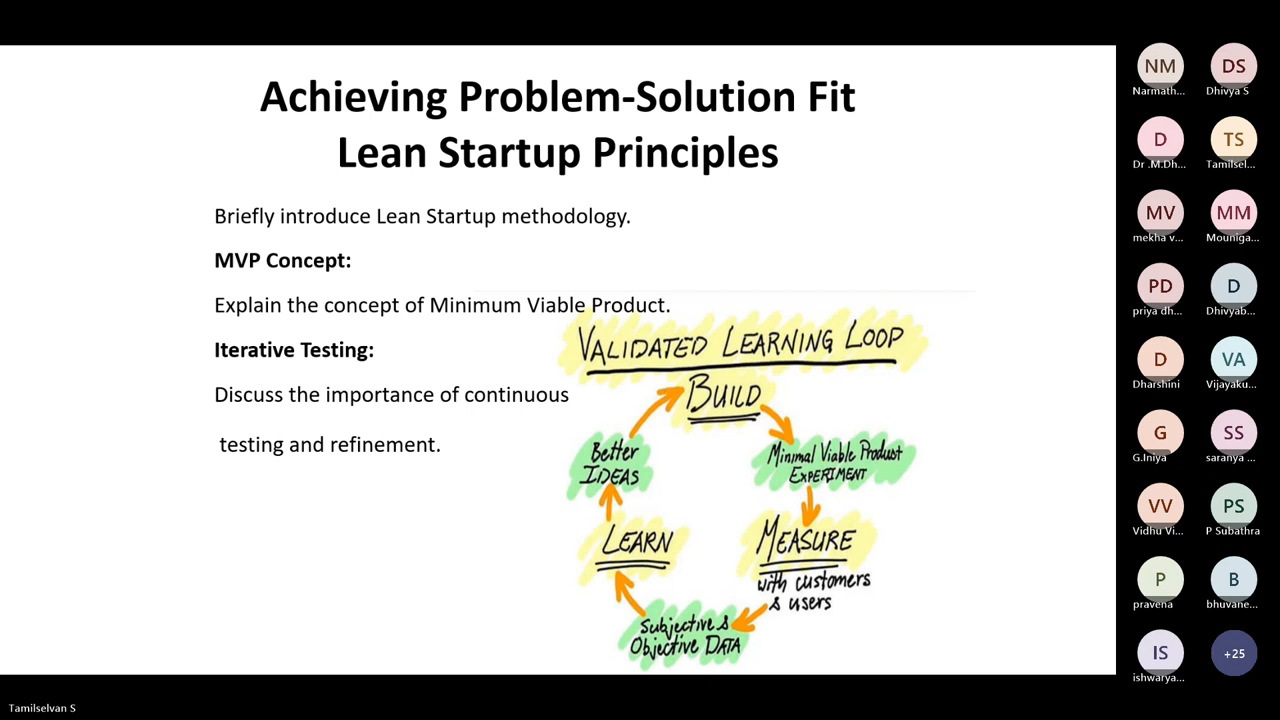 Achieving Problem-Solution Fit
Lean Startup Principles
Briefly introduce Lean Startup methodology.
MVP Concept:
Explain the concept of Minimum Viable Product.
Iterative Testing:
Discuss the importance of continuous
testing and refinement.
VALIDATED LEARNING LOOP
BUILD
Minimal Viable Product
EXPERIMENT
MEASURE
with customers
& users
Subjective &
Objective DATA
LEARN
Better
IDEAS
NM
Narmath...
DS
Dhivya S
D
Dr .M.Dh...
TS
Tamilsel...
MV
mekha v...
MM
Mouniga...
PD
priya dh...
D
Dhivyab...
D
Dharshini
VA
Vijayaku...
G
G.Iniya
SS
saranya ...
VV
Vidhu Vi...
PS
P Subathra
P
pravena
B
bhuvane...
IS
ishwarya...
+25
Tamilselvan S